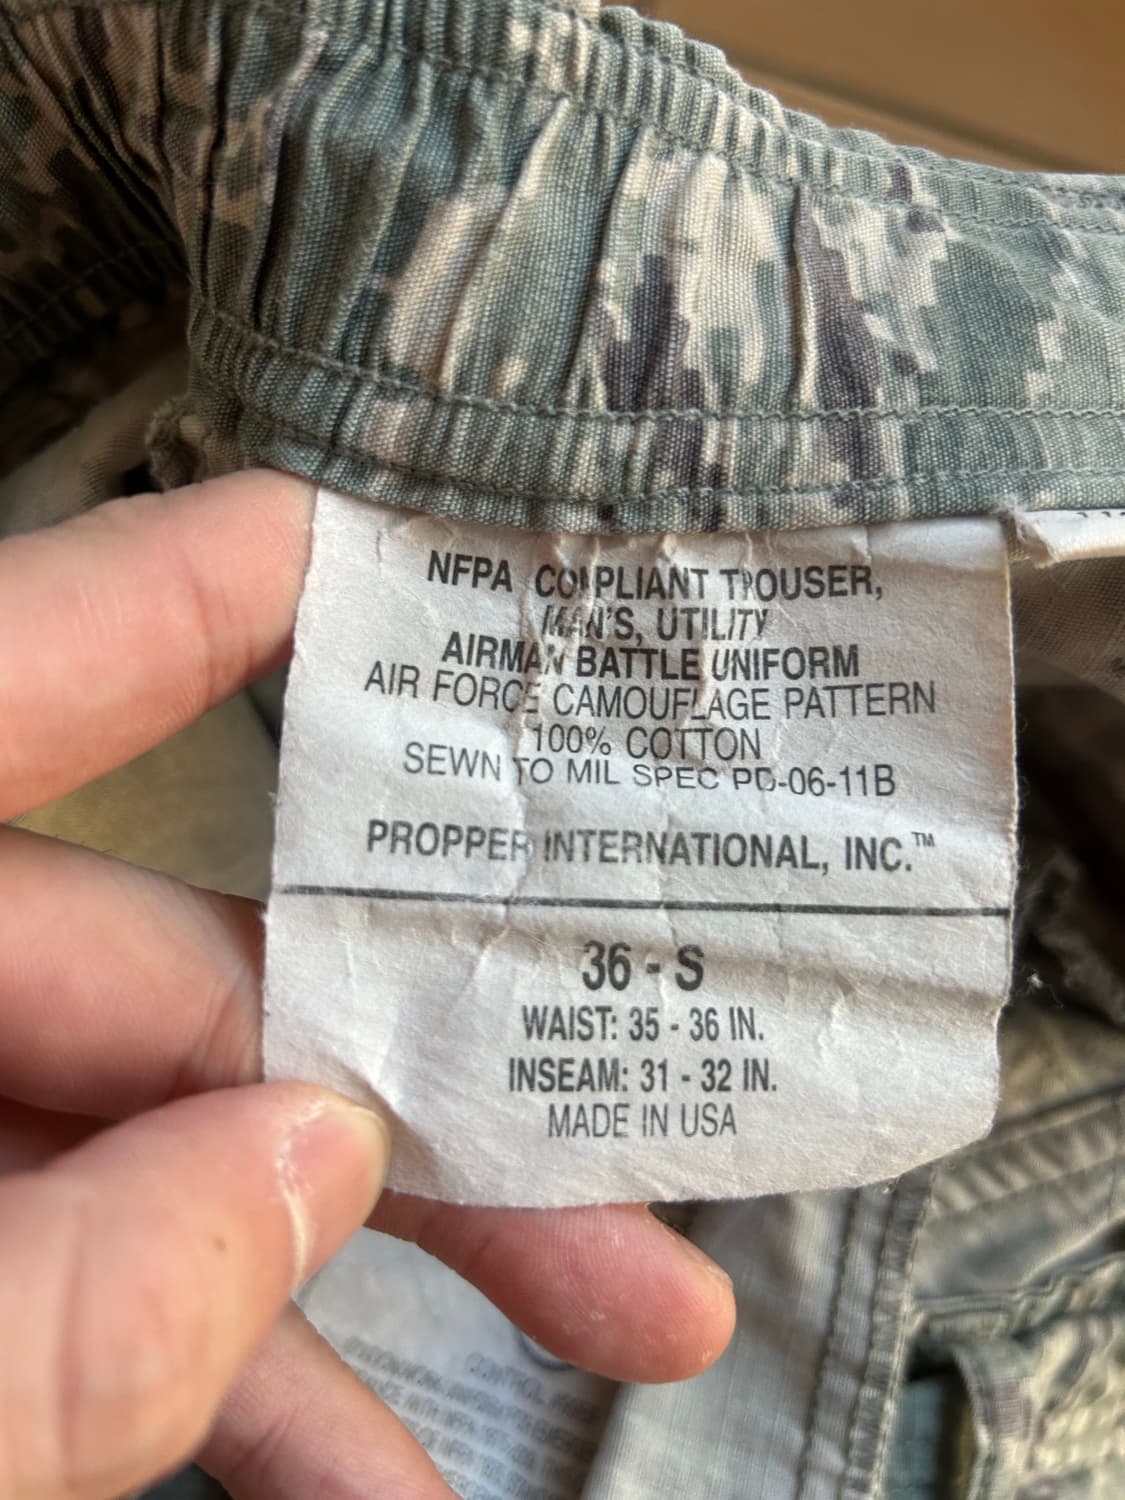 NFPA COMPLIANT TROUSER,
MAN'S, UTILITY
AIRMAN BATTLE UNIFORM
AIR FORCE CAMOUFLAGE PATTERN
100% COTTON
SEWN TO MIL SPEC PD-06-11B
PROPPER INTERNATIONAL, INC.™
36 - S
WAIST: 35 - 36 IN.
INSEAM: 31 - 32 IN.
MADE IN USA